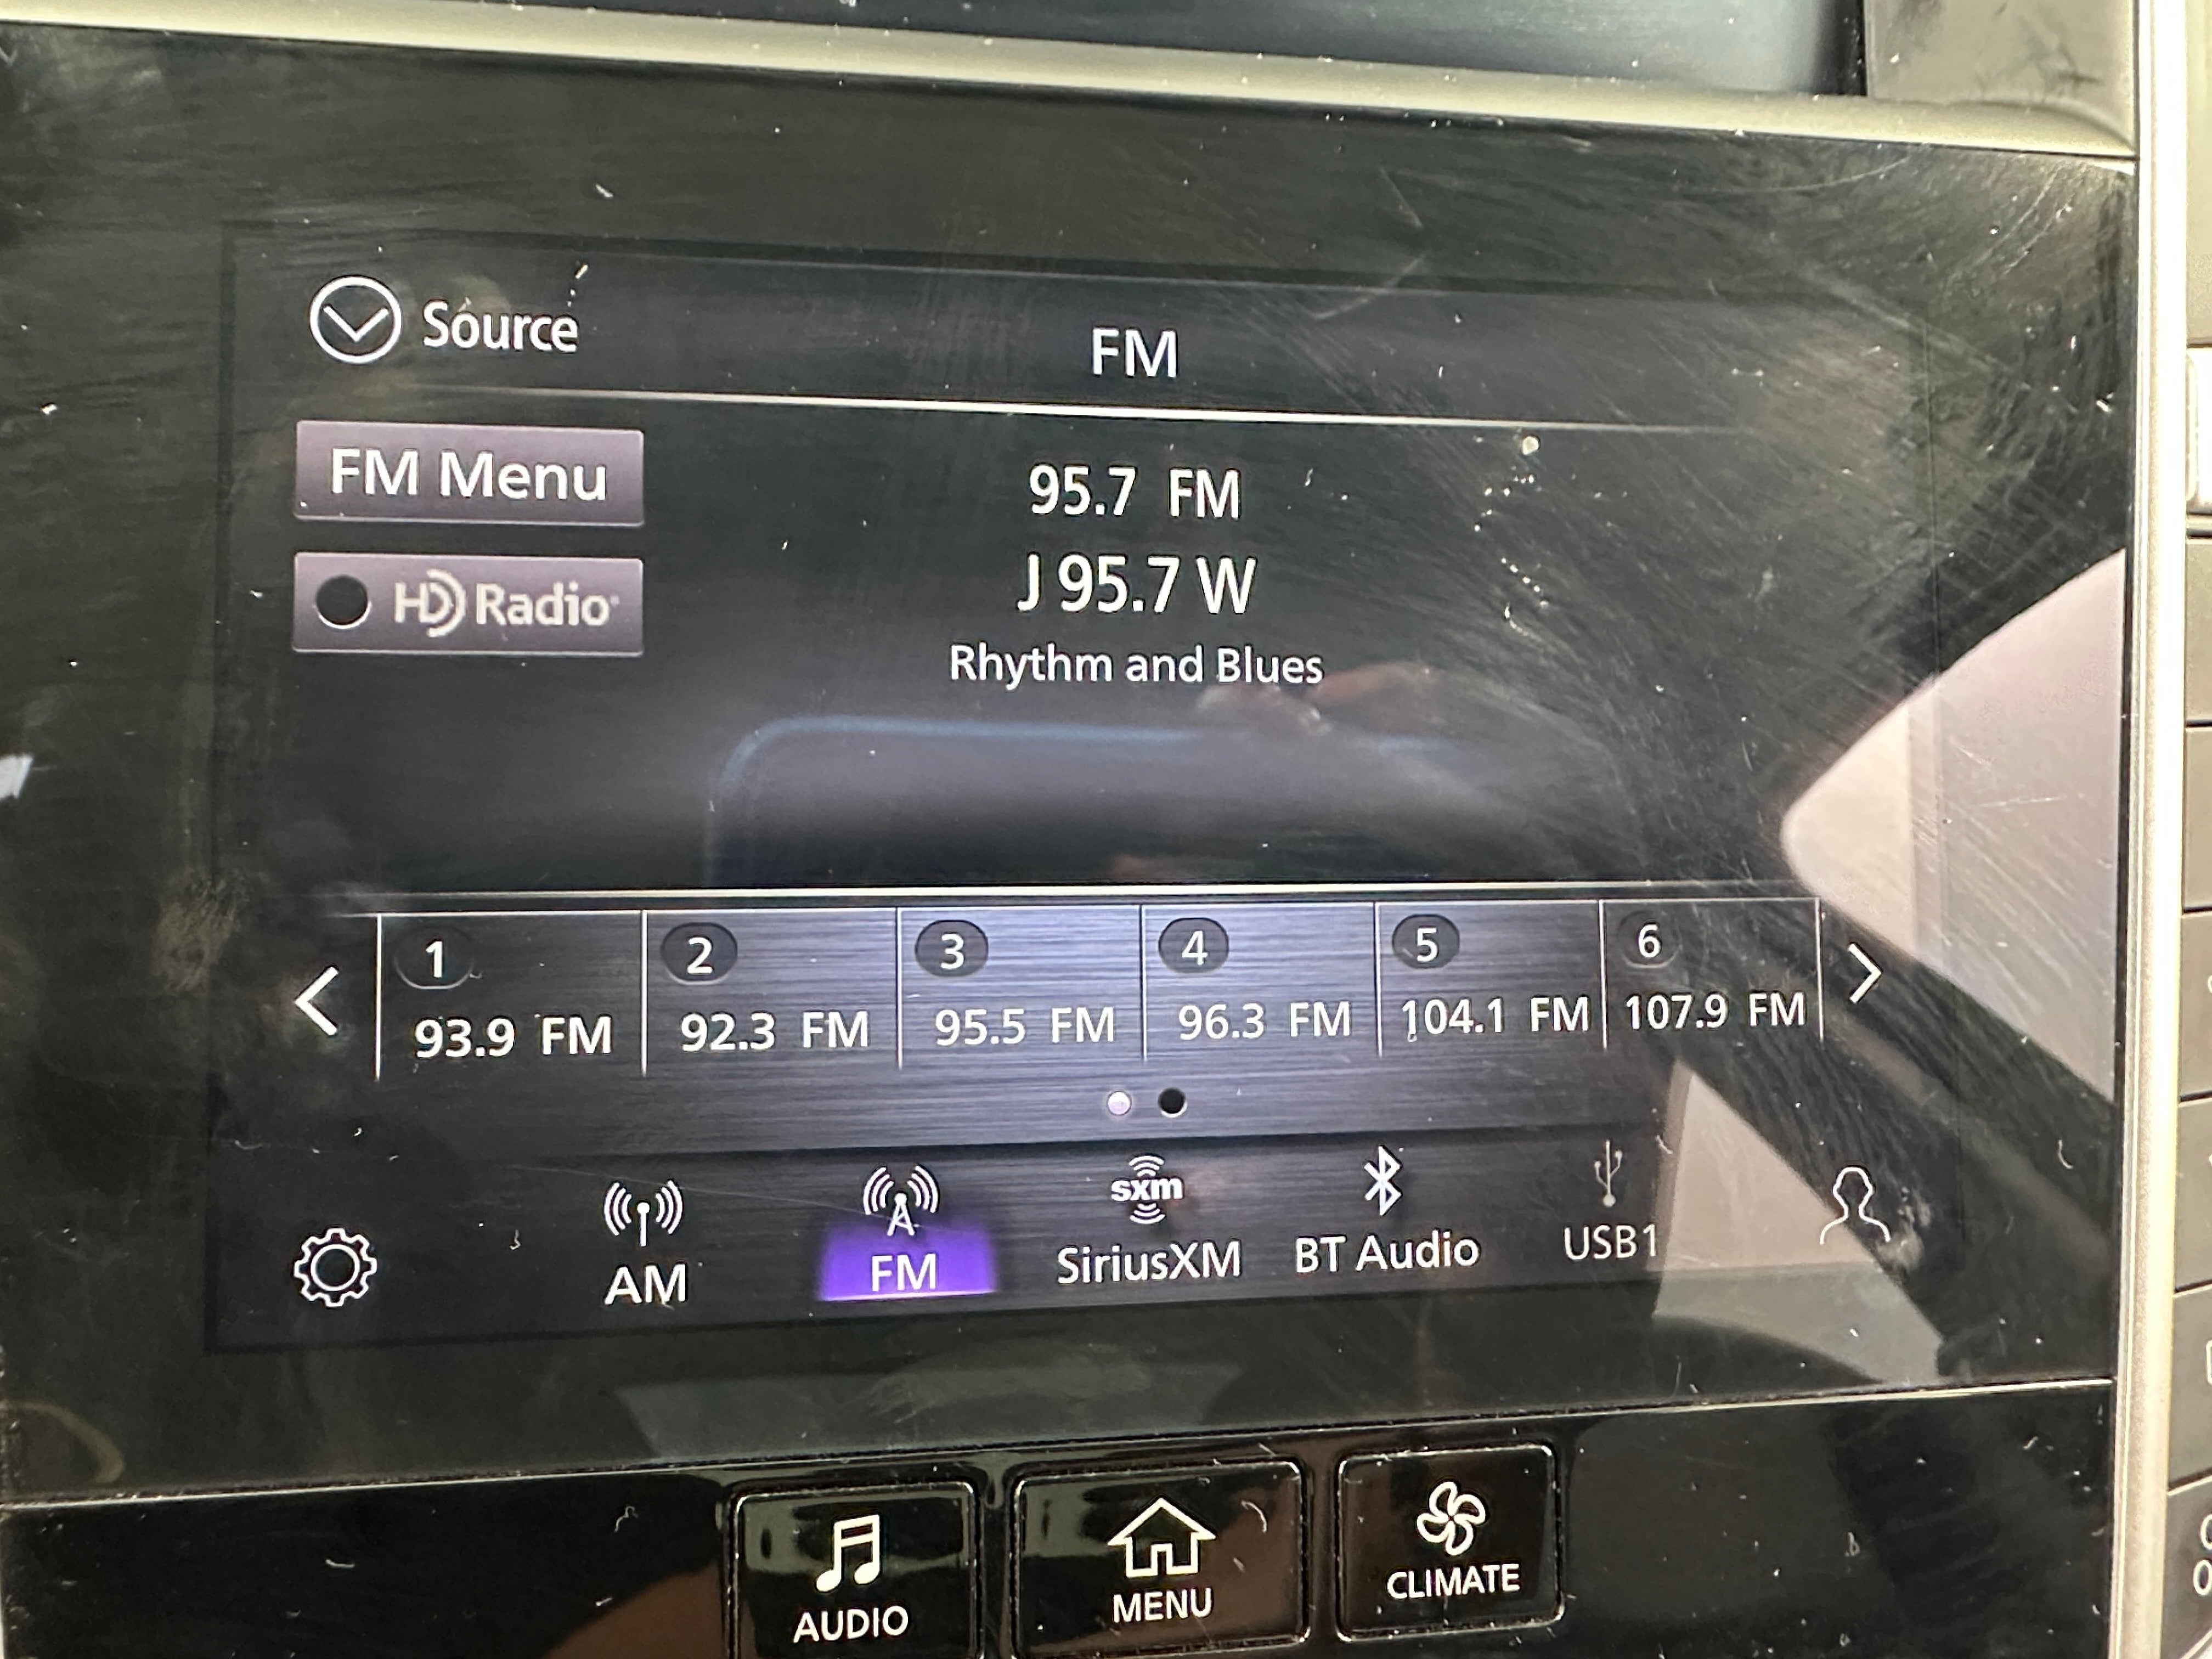 Source
FM
FM Menu
95.7 FM
HD Radio
J 95.7 W
Rhythm and Blues
1 2 3 4 5 6
93.9 FM 92.3 FM 95.5 FM 96.3 FM 104.1 FM 107.9 FM
sxm
AM FM SiriusXM BT Audio USB1
AUDIO MENU CLIMATE